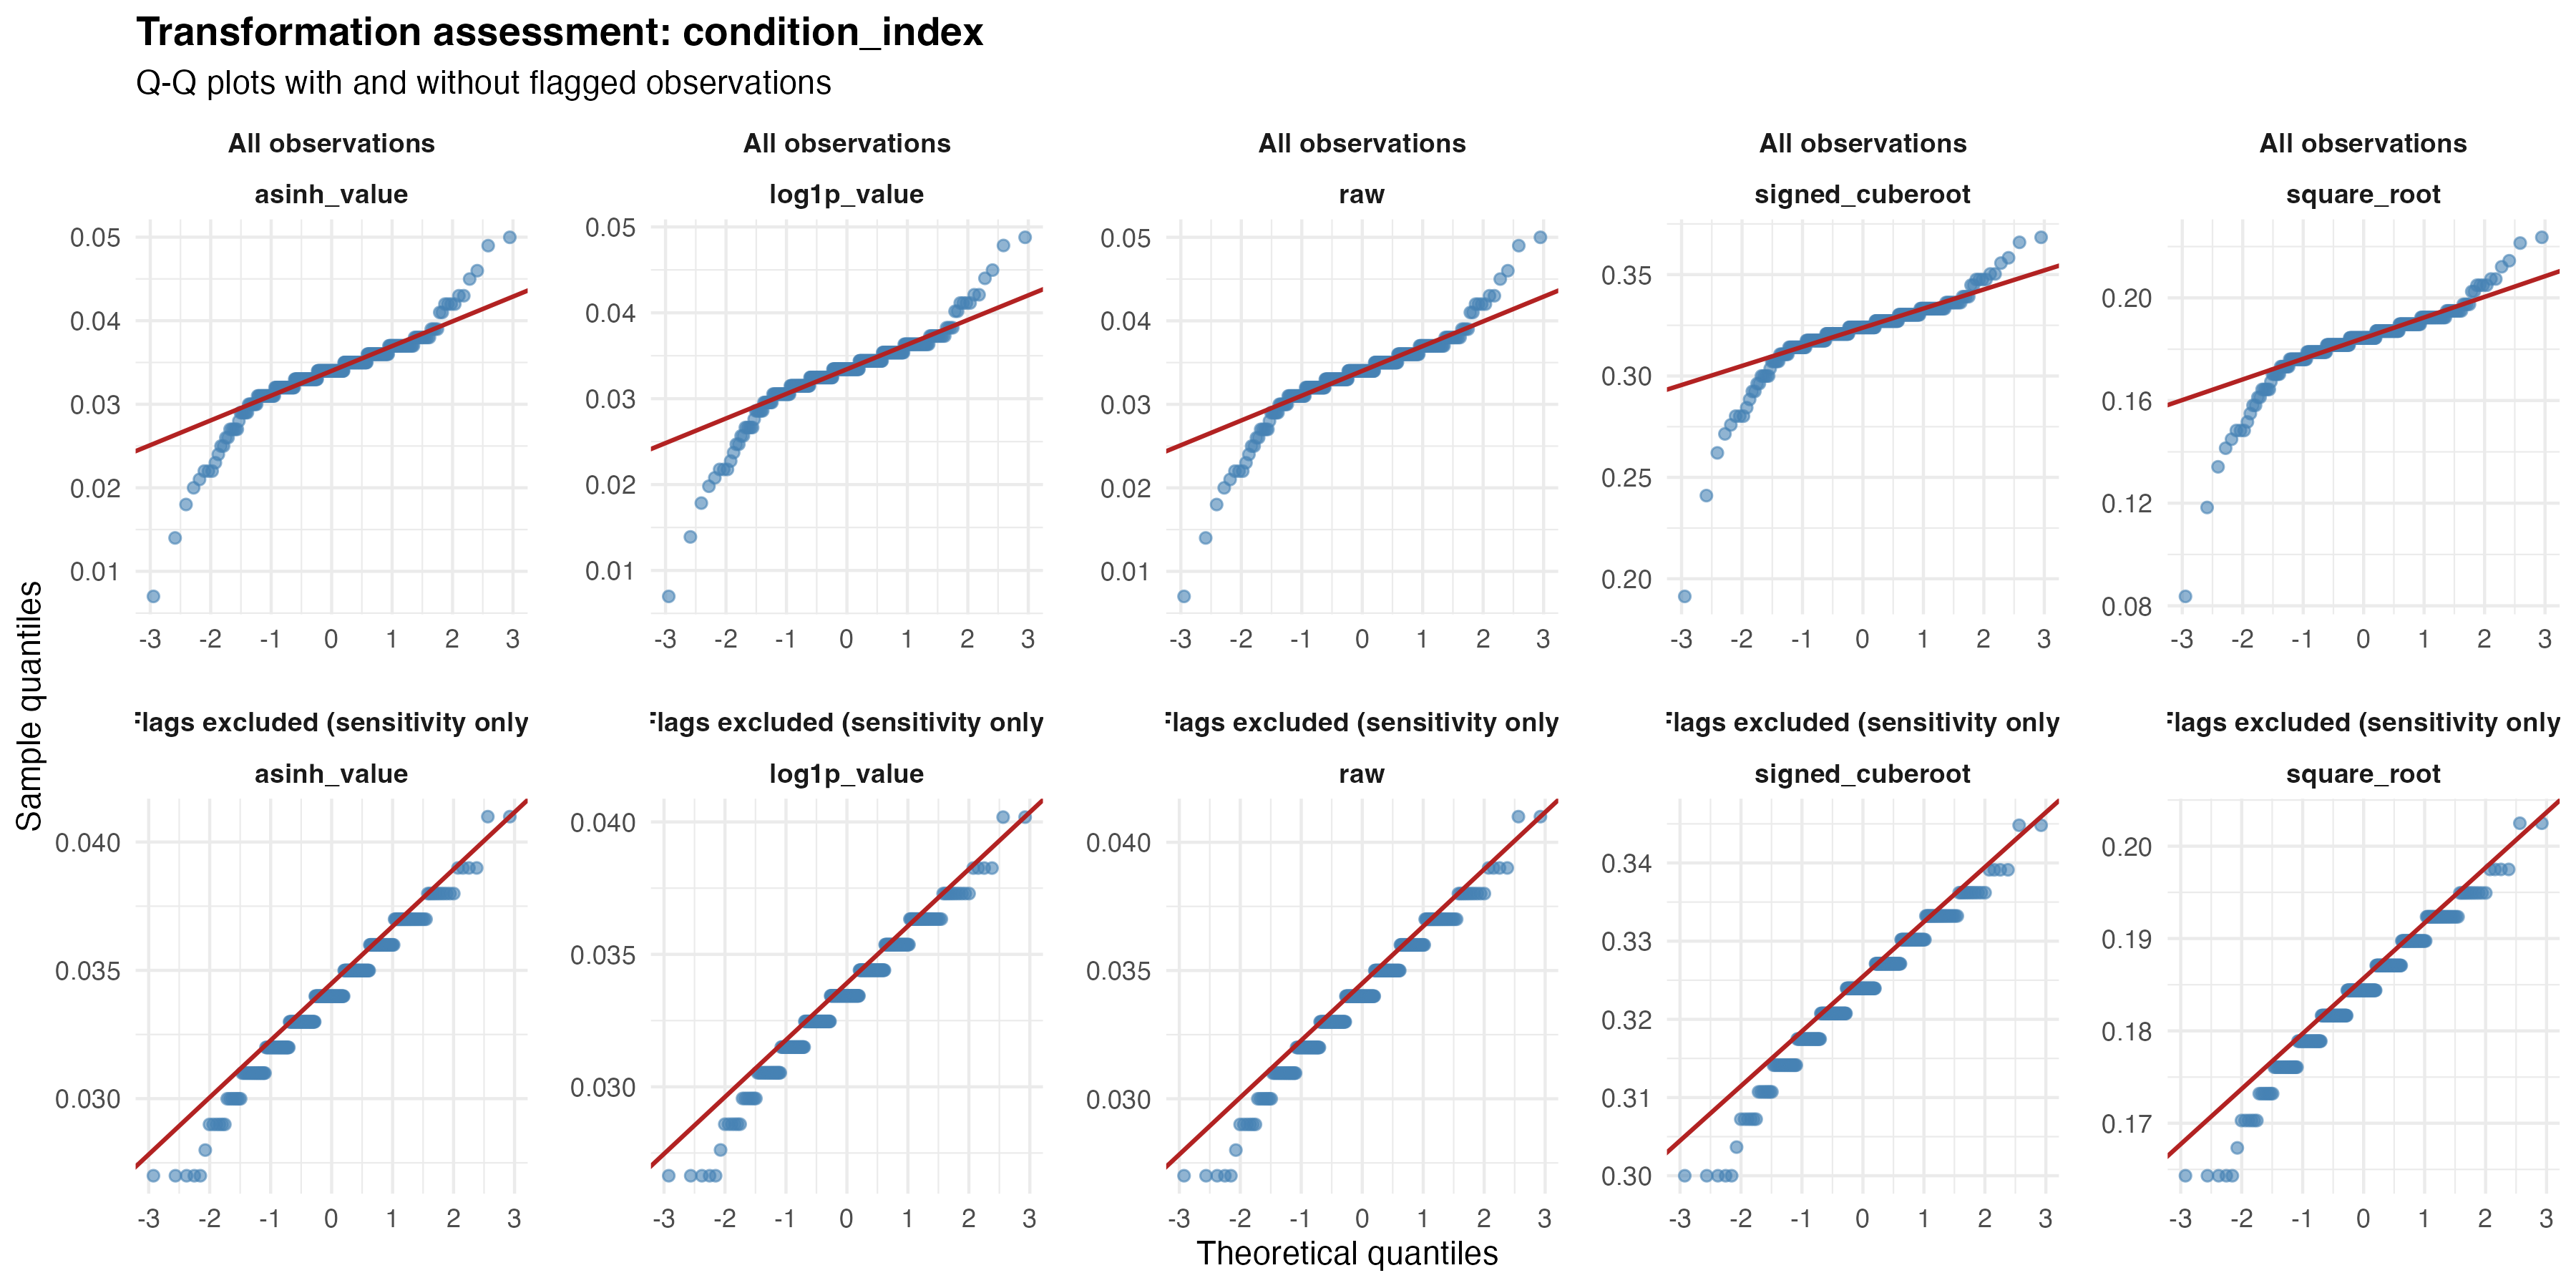 Transformation assessment: condition_index
Q-Q plots with and without flagged observations
All observations All observations All observations All observations All observations
asinh_value log1p_value raw signed_cuberoot square_root
0.05 0.04 0.03 0.02 0.01
0.05 0.04 0.03 0.02 0.01
0.05 0.04 0.03 0.02 0.01
0.35 0.30 0.25 0.20
0.20 0.16 0.12 0.08
-3 -2 -1 0 1 2 3 -3 -2 -1 0 1 2 3 -3 -2 -1 0 1 2 3 -3 -2 -1 0 1 2 3 -3 -2 -1 0 1 2 3
Sample quantiles
Flags excluded (sensitivity only Flags excluded (sensitivity only Flags excluded (sensitivity only Flags excluded (sensitivity only Flags excluded (sensitivity only
asinh_value log1p_value raw signed_cuberoot square_root
0.040 0.035 0.030
0.040 0.035 0.030
0.040 0.035 0.030
0.34 0.33 0.32 0.31 0.30
0.20 0.19 0.18 0.17
-3 -2 -1 0 1 2 3 -3 -2 -1 0 1 2 3 -3 -2 -1 0 1 2 3 -3 -2 -1 0 1 2 3 -3 -2 -1 0 1 2 3
Theoretical quantiles